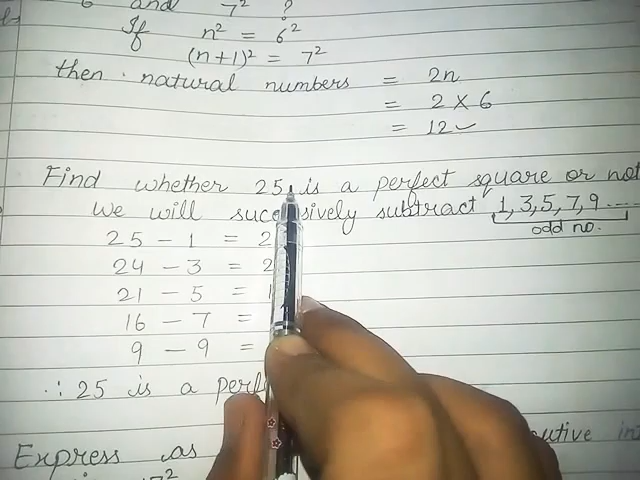 6 and 7² ?
If n² = 6²
(n+1)² = 7²
then natural numbers = 2n
= 2 × 6
= 12
Find whether 25 is a perfect square or not
We will successively subtract 1, 3, 5, 7, 9 ....
odd no.
25 - 1 = 2
24 - 3 = 2
21 - 5 = 1
16 - 7 =
9 - 9 =
∴ 25 is a perf
Express as utive in